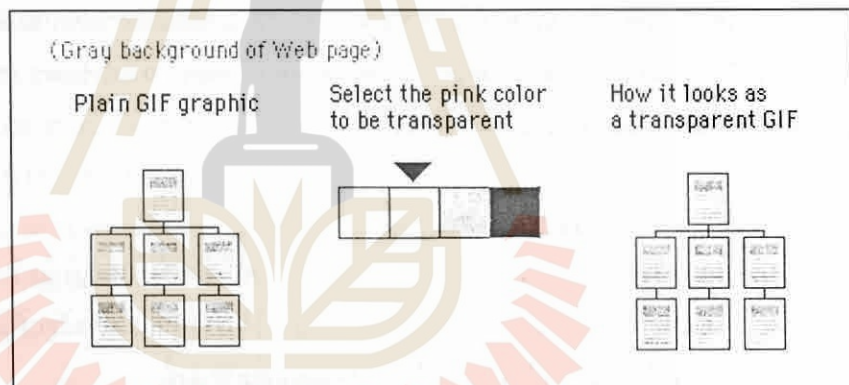 (Gray background of Web page)
Plain GIF graphic
Select the pink color
to be transparent
How it looks as
a transparent GIF